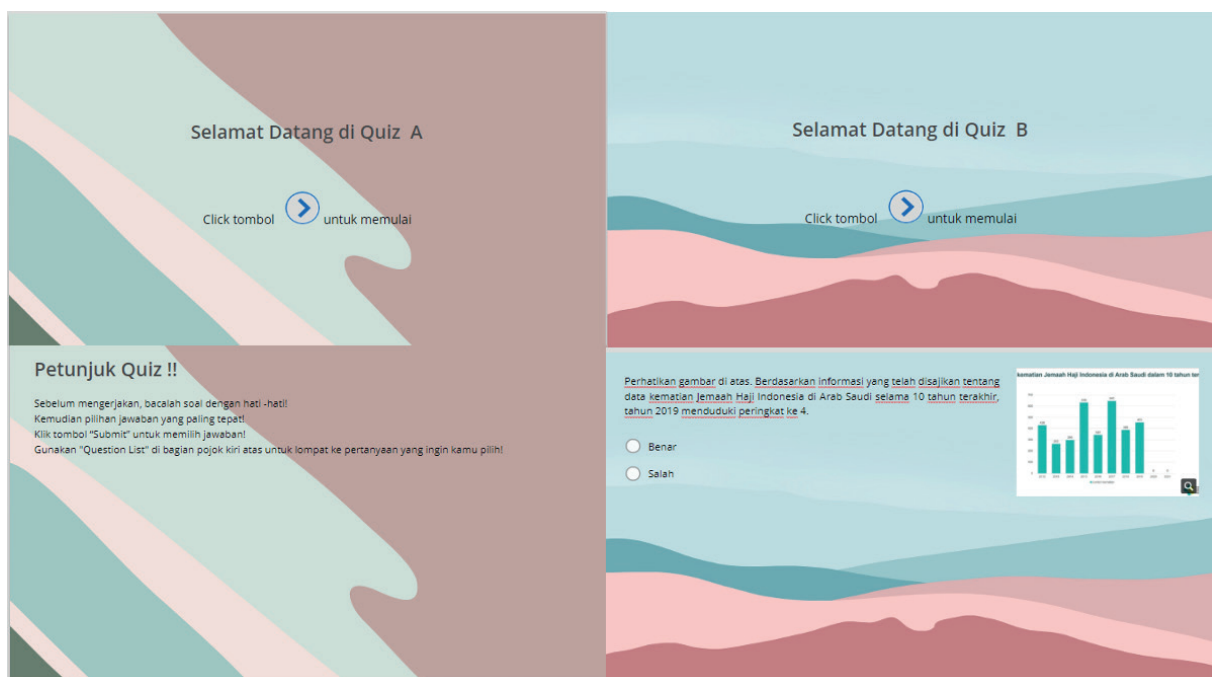 Selamat Datang di Quiz A
Click tombol untuk memulai
Selamat Datang di Quiz B
Click tombol untuk memulai
Petunjuk Quiz !!
Sebelum mengerjakan, bacalah soal dengan hati -hati!
Kemudian pilihan jawaban yang paling tepat!
Klik tombol "Submit" untuk memilih jawaban!
Gunakan "Question List" di bagian pojok kiri atas untuk lompat ke pertanyaan yang ingin kamu pilih!
Perhatikan gambar di atas. Berdasarkan informasi yang telah disajikan tentang
data kematian Jemaah Haji Indonesia di Arab Saudi selama 10 tahun terakhir,
tahun 2019 menduduki peringkat ke 4.
Benar
Salah
kematian Jemaah Haji Indonesia di Arab Saudi dalam 10 tahun ter